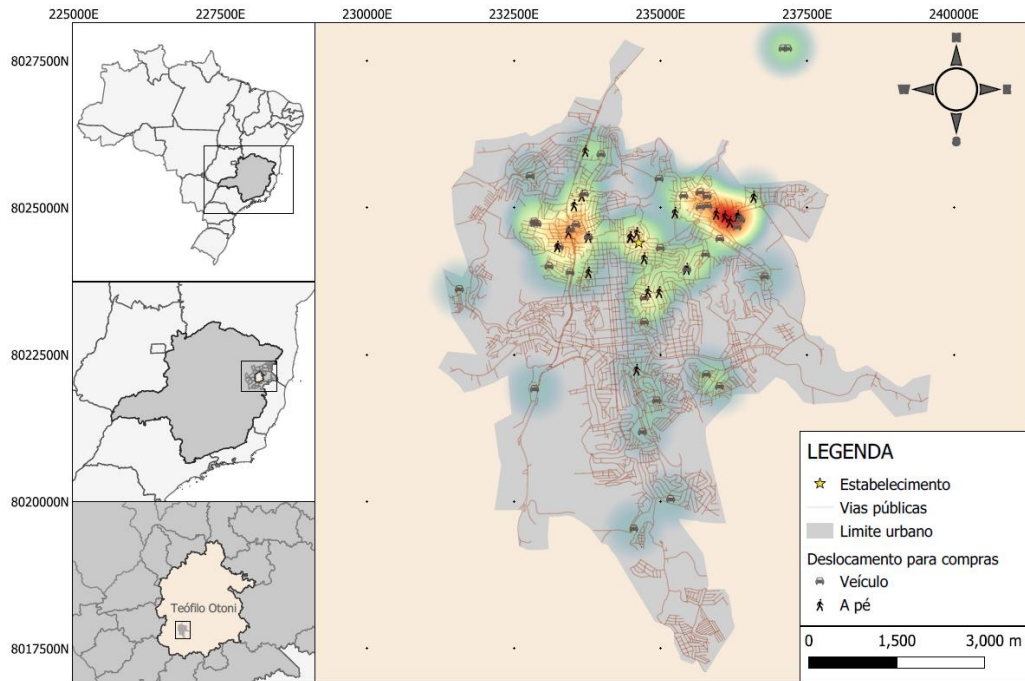 225000E 227500E 230000E 232500E 235000E 237500E 240000E
8027500N
8025000N
8022500N
8020000N
8017500N
Teófilo Otoni
N
W E
S
LEGENDA
Estabelecimento
Vias públicas
Limite urbano
Deslocamento para compras
Veículo
A pé
0 1,500 3,000 m